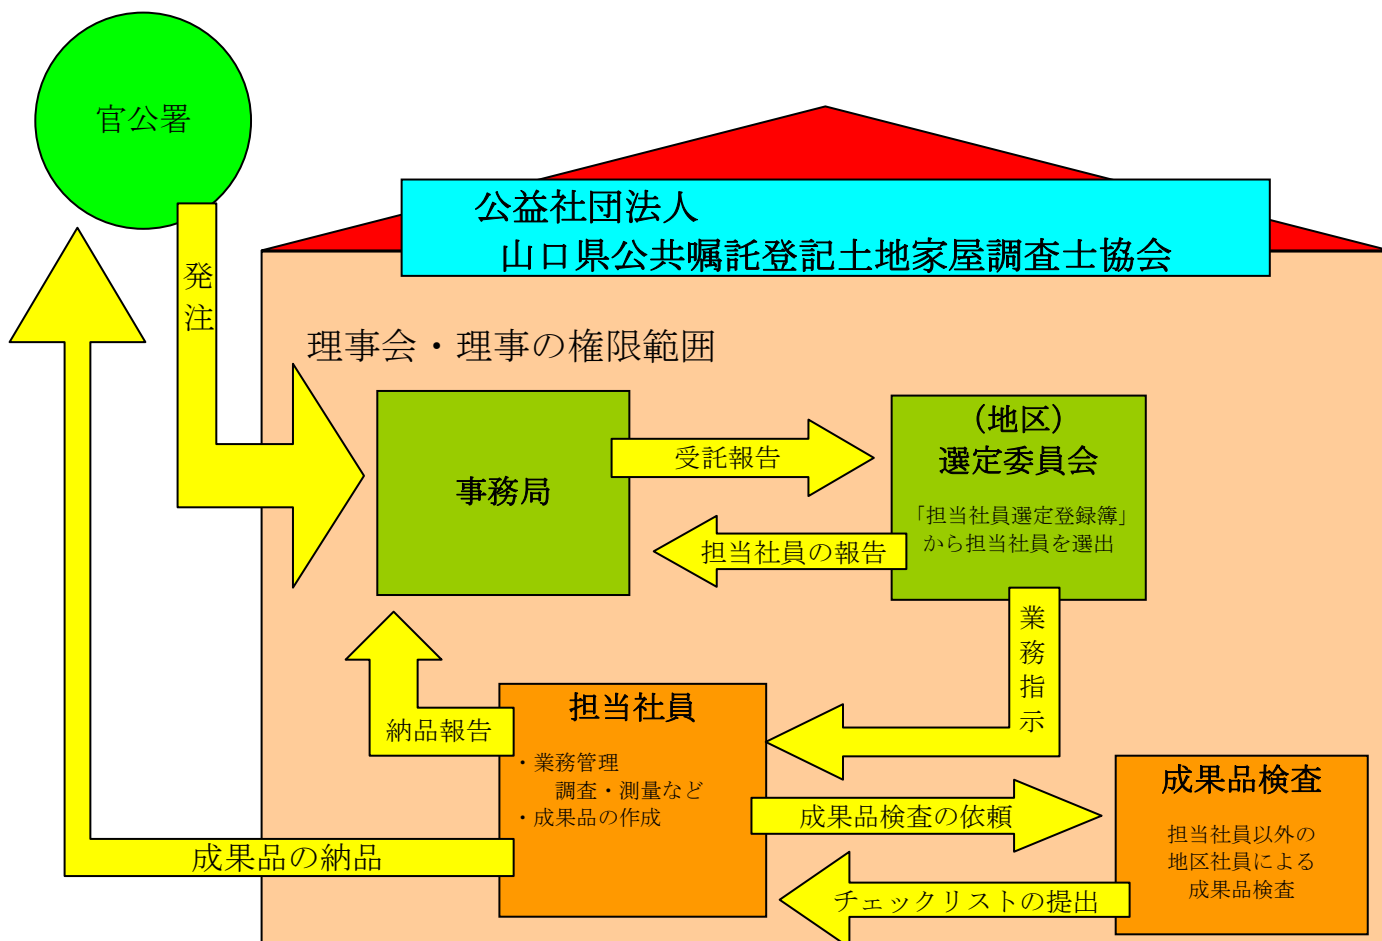 官公署
公益社団法人
山口県公共嘱託登記土地家屋調査士協会
発注
理事会・理事の権限範囲
事務局
受託報告
（地区）
選定委員会
「担当社員選定登録簿」
から担当社員を選出
担当社員の報告
業務指示
担当社員
・業務管理
調査・測量など
・成果品の作成
納品報告
成果品の納品
成果品検査の依頼
成果品検査
担当社員以外の
地区社員による
成果品検査
チェックリストの提出